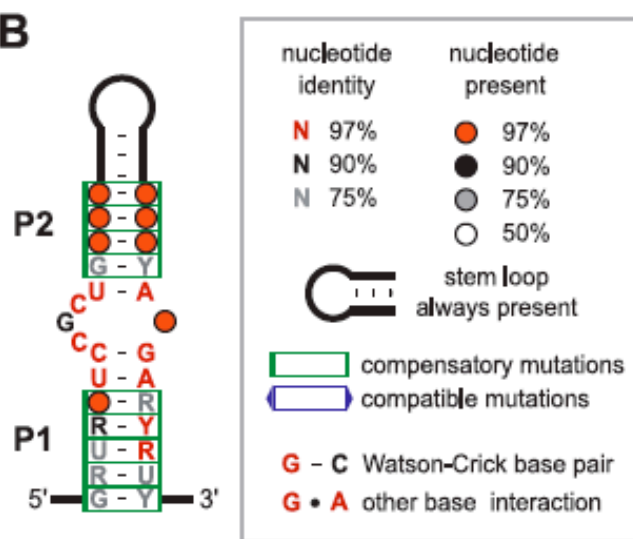 B
P2
G - Y
U - A
C
G
C
C - G
U - A
R
P1
R - Y
U - R
R - U
5' G - Y 3'
nucleotide identity
N 97%
N 90%
N 75%
nucleotide present
97%
90%
75%
50%
stem loop
always present
compensatory mutations
compatible mutations
G - C Watson-Crick base pair
G • A other base interaction